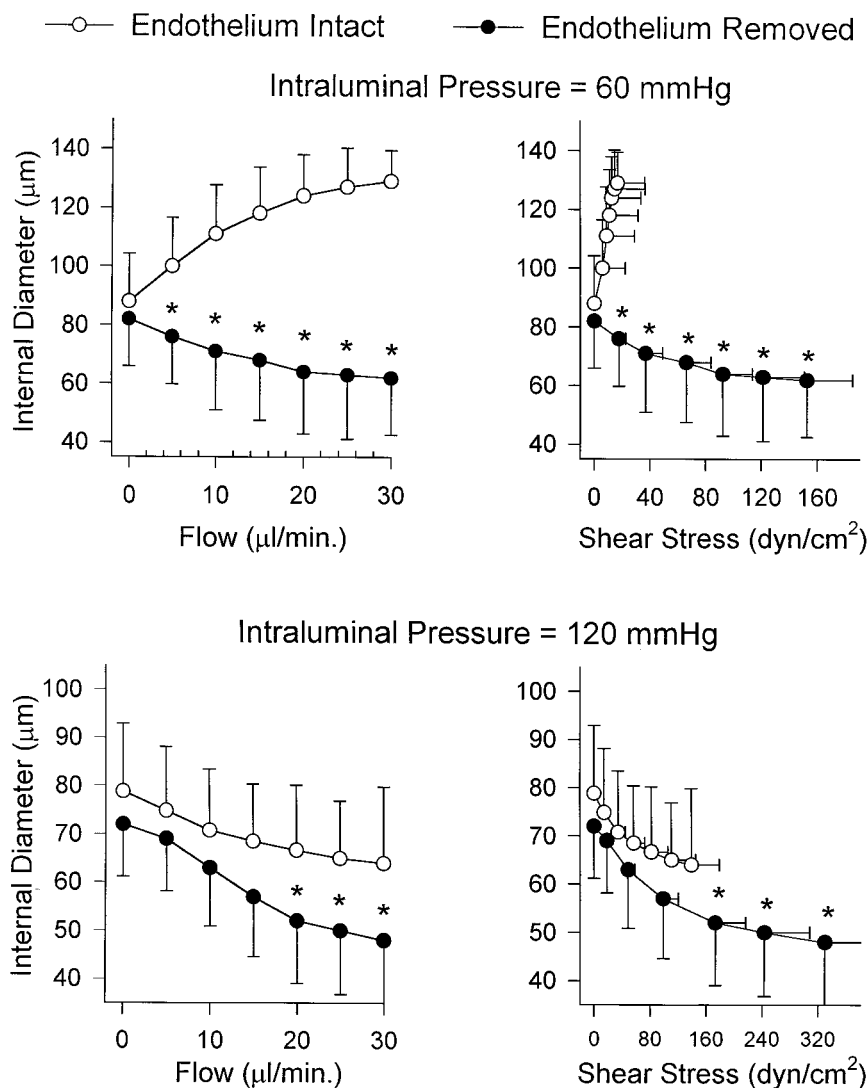 Endothelium Intact Endothelium Removed
Intraluminal Pressure = 60 mmHg
140 140
120 120
100 100
80 80
60 60
40 40
Internal Diameter (μm)
* * * * * *
* * * * * *
0 10 20 30 0 40 80 120 160
Flow (μl/min.) Shear Stress (dyn/cm²)
Intraluminal Pressure = 120 mmHg
100 100
90 90
80 80
70 70
60 60
50 50
40 40
Internal Diameter (μm)
* * *
* * *
0 10 20 30 0 80 160 240 320
Flow (μl/min.) Shear Stress (dyn/cm²)